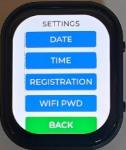 SETTINGS
DATE
TIME
REGISTRATION
WIFI PWD
BACK